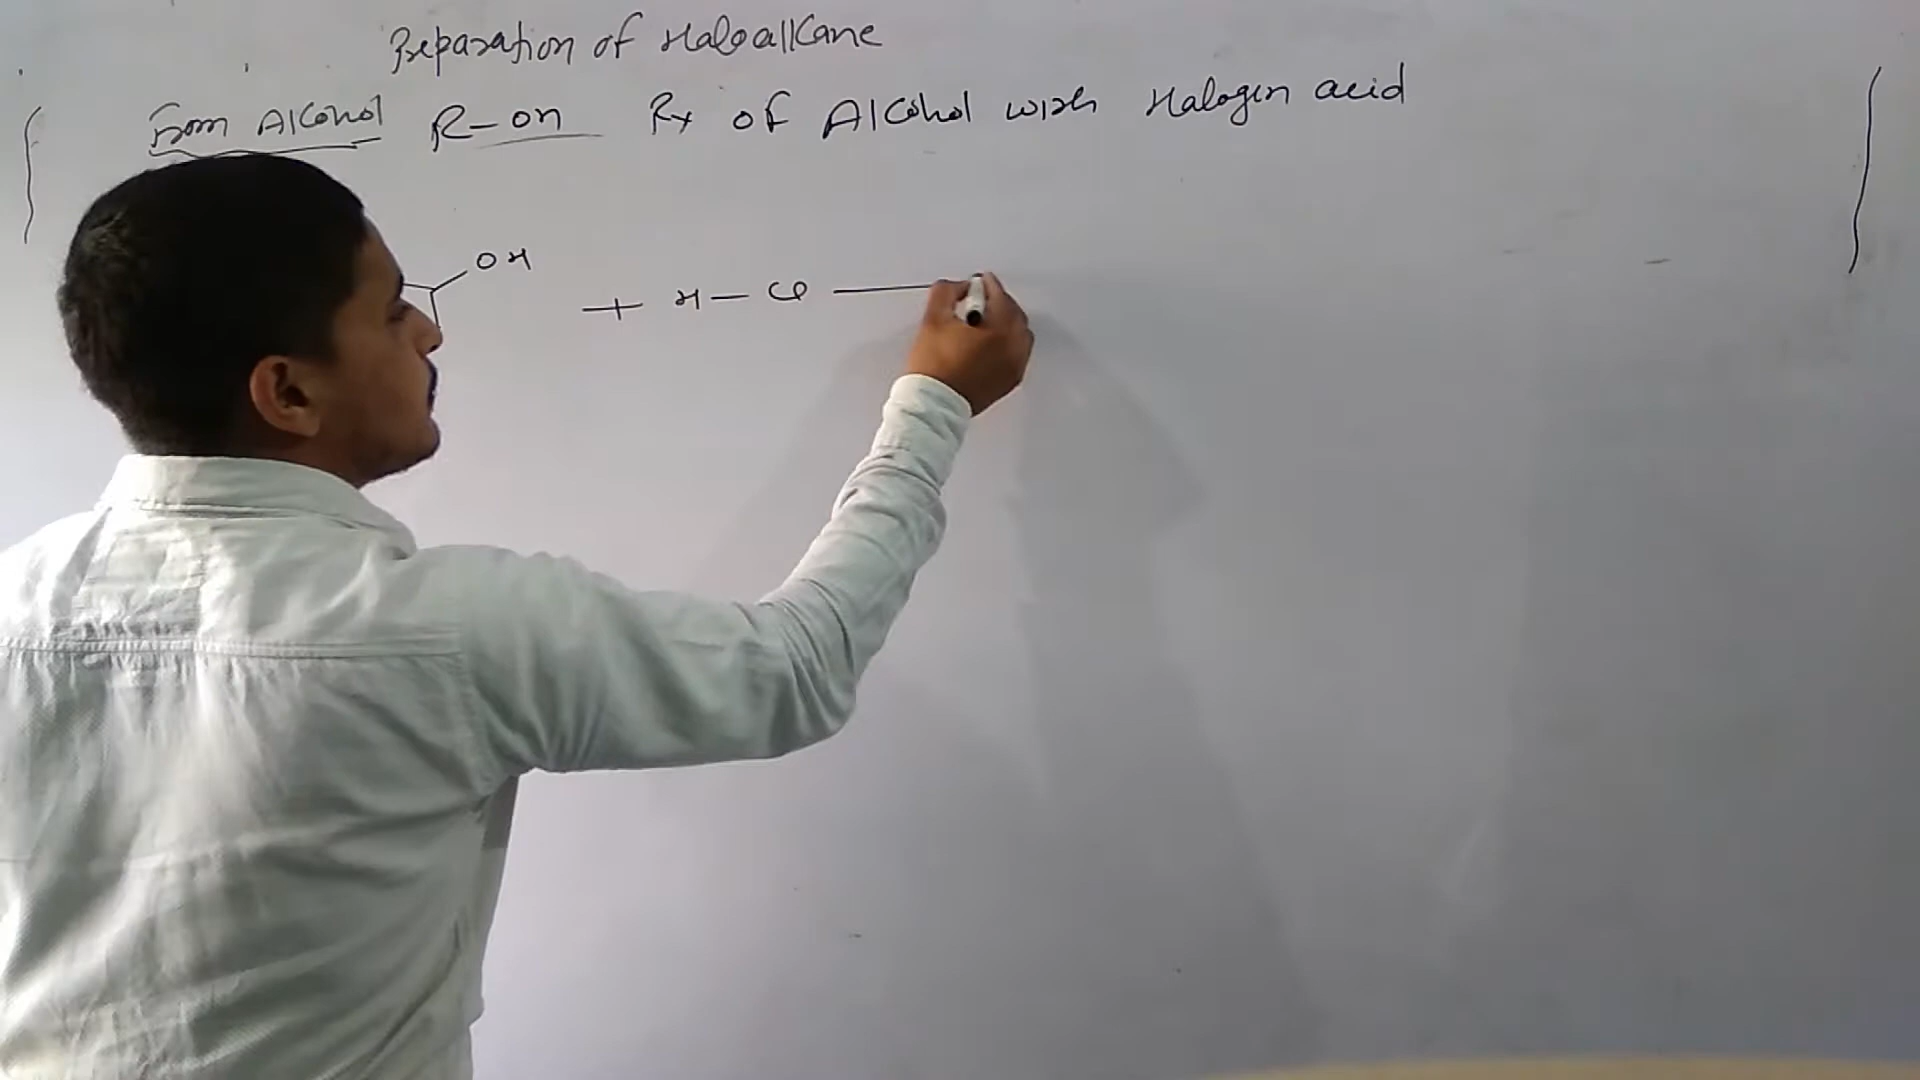 Preparation of Haloalkane
From Alcohol R-OH Rx of Alcohol with Halogen acid
OH
+ H-Cl